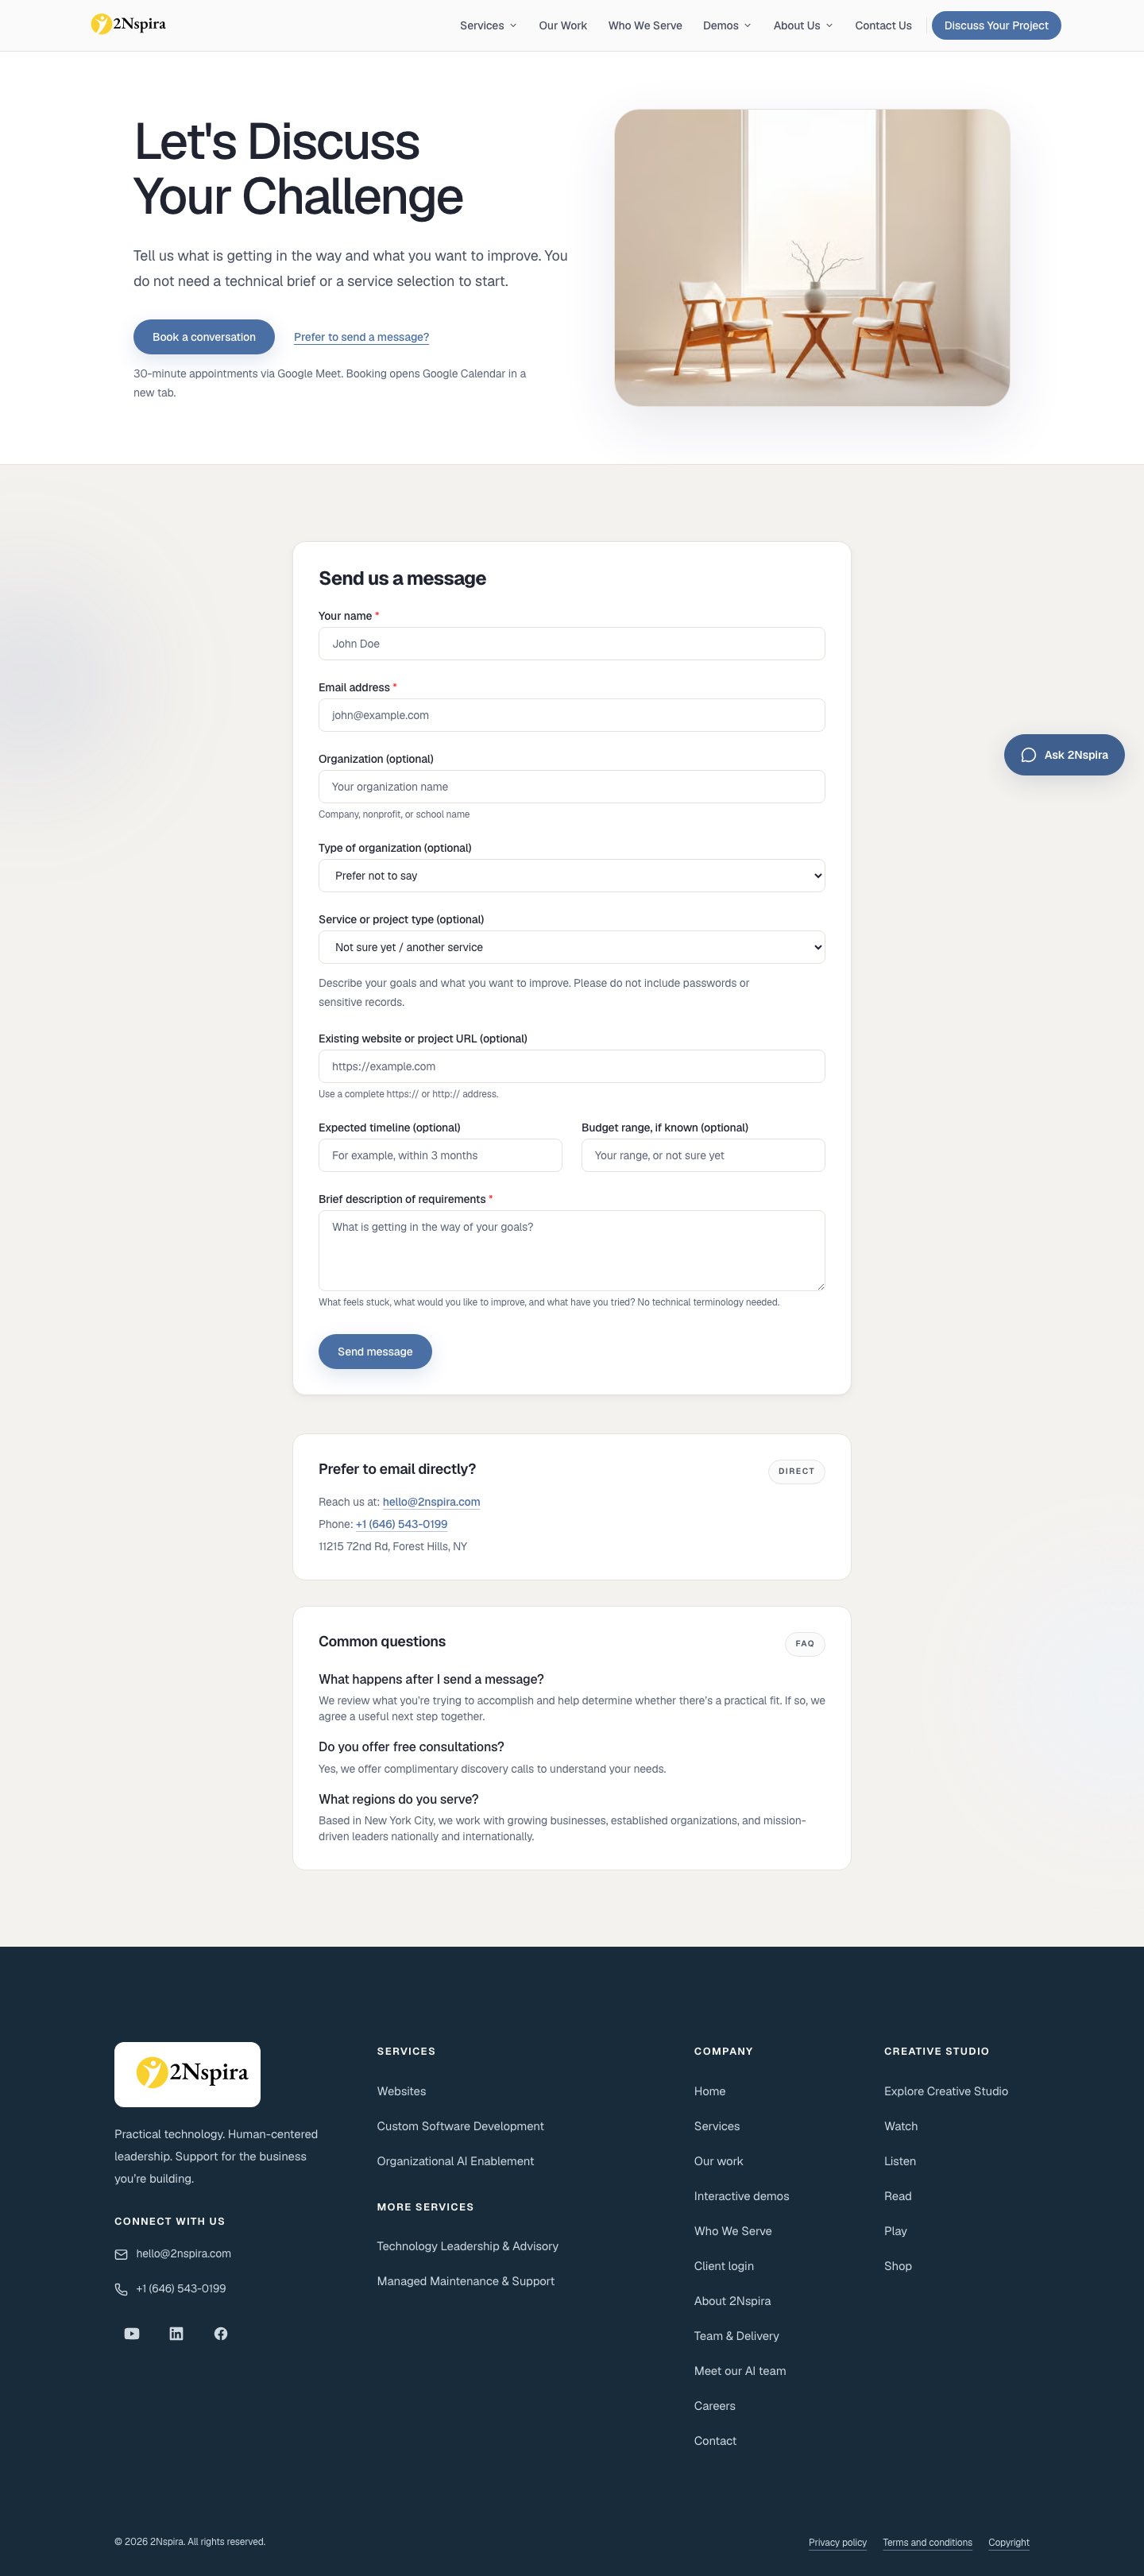 2Nspira
Services
Our Work
Who We Serve
Demos
About Us
Contact Us
Discuss Your Project
Let's Discuss
Your Challenge
Tell us what is getting in the way and what you want to improve. You
do not need a technical brief or a service selection to start.
Book a conversation
Prefer to send a message?
30-minute appointments via Google Meet. Booking opens Google Calendar in a
new tab.
Send us a message
Your name *
John Doe
Email address *
john@example.com
Organization (optional)
Your organization name
Company, nonprofit, or school name
Type of organization (optional)
Prefer not to say
Service or project type (optional)
Not sure yet / another service
Describe your goals and what you want to improve. Please do not include passwords or
sensitive records.
Existing website or project URL (optional)
https://example.com
Use a complete https:// or http:// address.
Expected timeline (optional)
For example, within 3 months
Budget range, if known (optional)
Your range, or not sure yet
Brief description of requirements *
What is getting in the way of your goals?
What feels stuck, what would you like to improve, and what have you tried? No technical terminology needed.
Send message
Ask 2Nspira
Prefer to email directly?
DIRECT
Reach us at: hello@2nspira.com
Phone: +1 (646) 543-0199
11215 72nd Rd, Forest Hills, NY
Common questions
FAQ
What happens after I send a message?
We review what you're trying to accomplish and help determine whether there's a practical fit. If so, we
agree a useful next step together.
Do you offer free consultations?
Yes, we offer complimentary discovery calls to understand your needs.
What regions do you serve?
Based in New York City, we work with growing businesses, established organizations, and mission-
driven leaders nationally and internationally.
2Nspira
Practical technology. Human-centered
leadership. Support for the business
you're building.
CONNECT WITH US
hello@2nspira.com
+1 (646) 543-0199
SERVICES
Websites
Custom Software Development
Organizational AI Enablement
MORE SERVICES
Technology Leadership & Advisory
Managed Maintenance & Support
COMPANY
Home
Services
Our work
Interactive demos
Who We Serve
Client login
About 2Nspira
Team & Delivery
Meet our AI team
Careers
Contact
CREATIVE STUDIO
Explore Creative Studio
Watch
Listen
Read
Play
Shop
© 2026 2Nspira. All rights reserved.
Privacy policy
Terms and conditions
Copyright